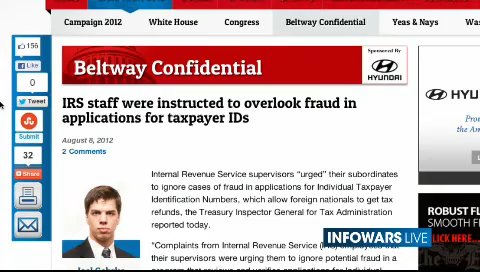 Campaign 2012 White House Congress Beltway Confidential Yeas & Nays
156
Like
0
Tweet
Submit
32
Share
Beltway Confidential
Sponsored By
HYUNDAI
IRS staff were instructed to overlook fraud in
applications for taxpayer IDs
August 8, 2012
2 Comments
Internal Revenue Service supervisors “urged” their subordinates
to ignore cases of fraud in applications for Individual Taxpayer
Identification Numbers, which allow foreign nationals to get tax
refunds, the Treasury Inspector General for Tax Administration
reported today.
“Complaints from Internal Revenue Service
their supervisors were urging them to ignore potential fraud in a
HYU
the Am
ROBUST FL
SMOOTH F
CLICK HERE...
INFOWARS LIVE